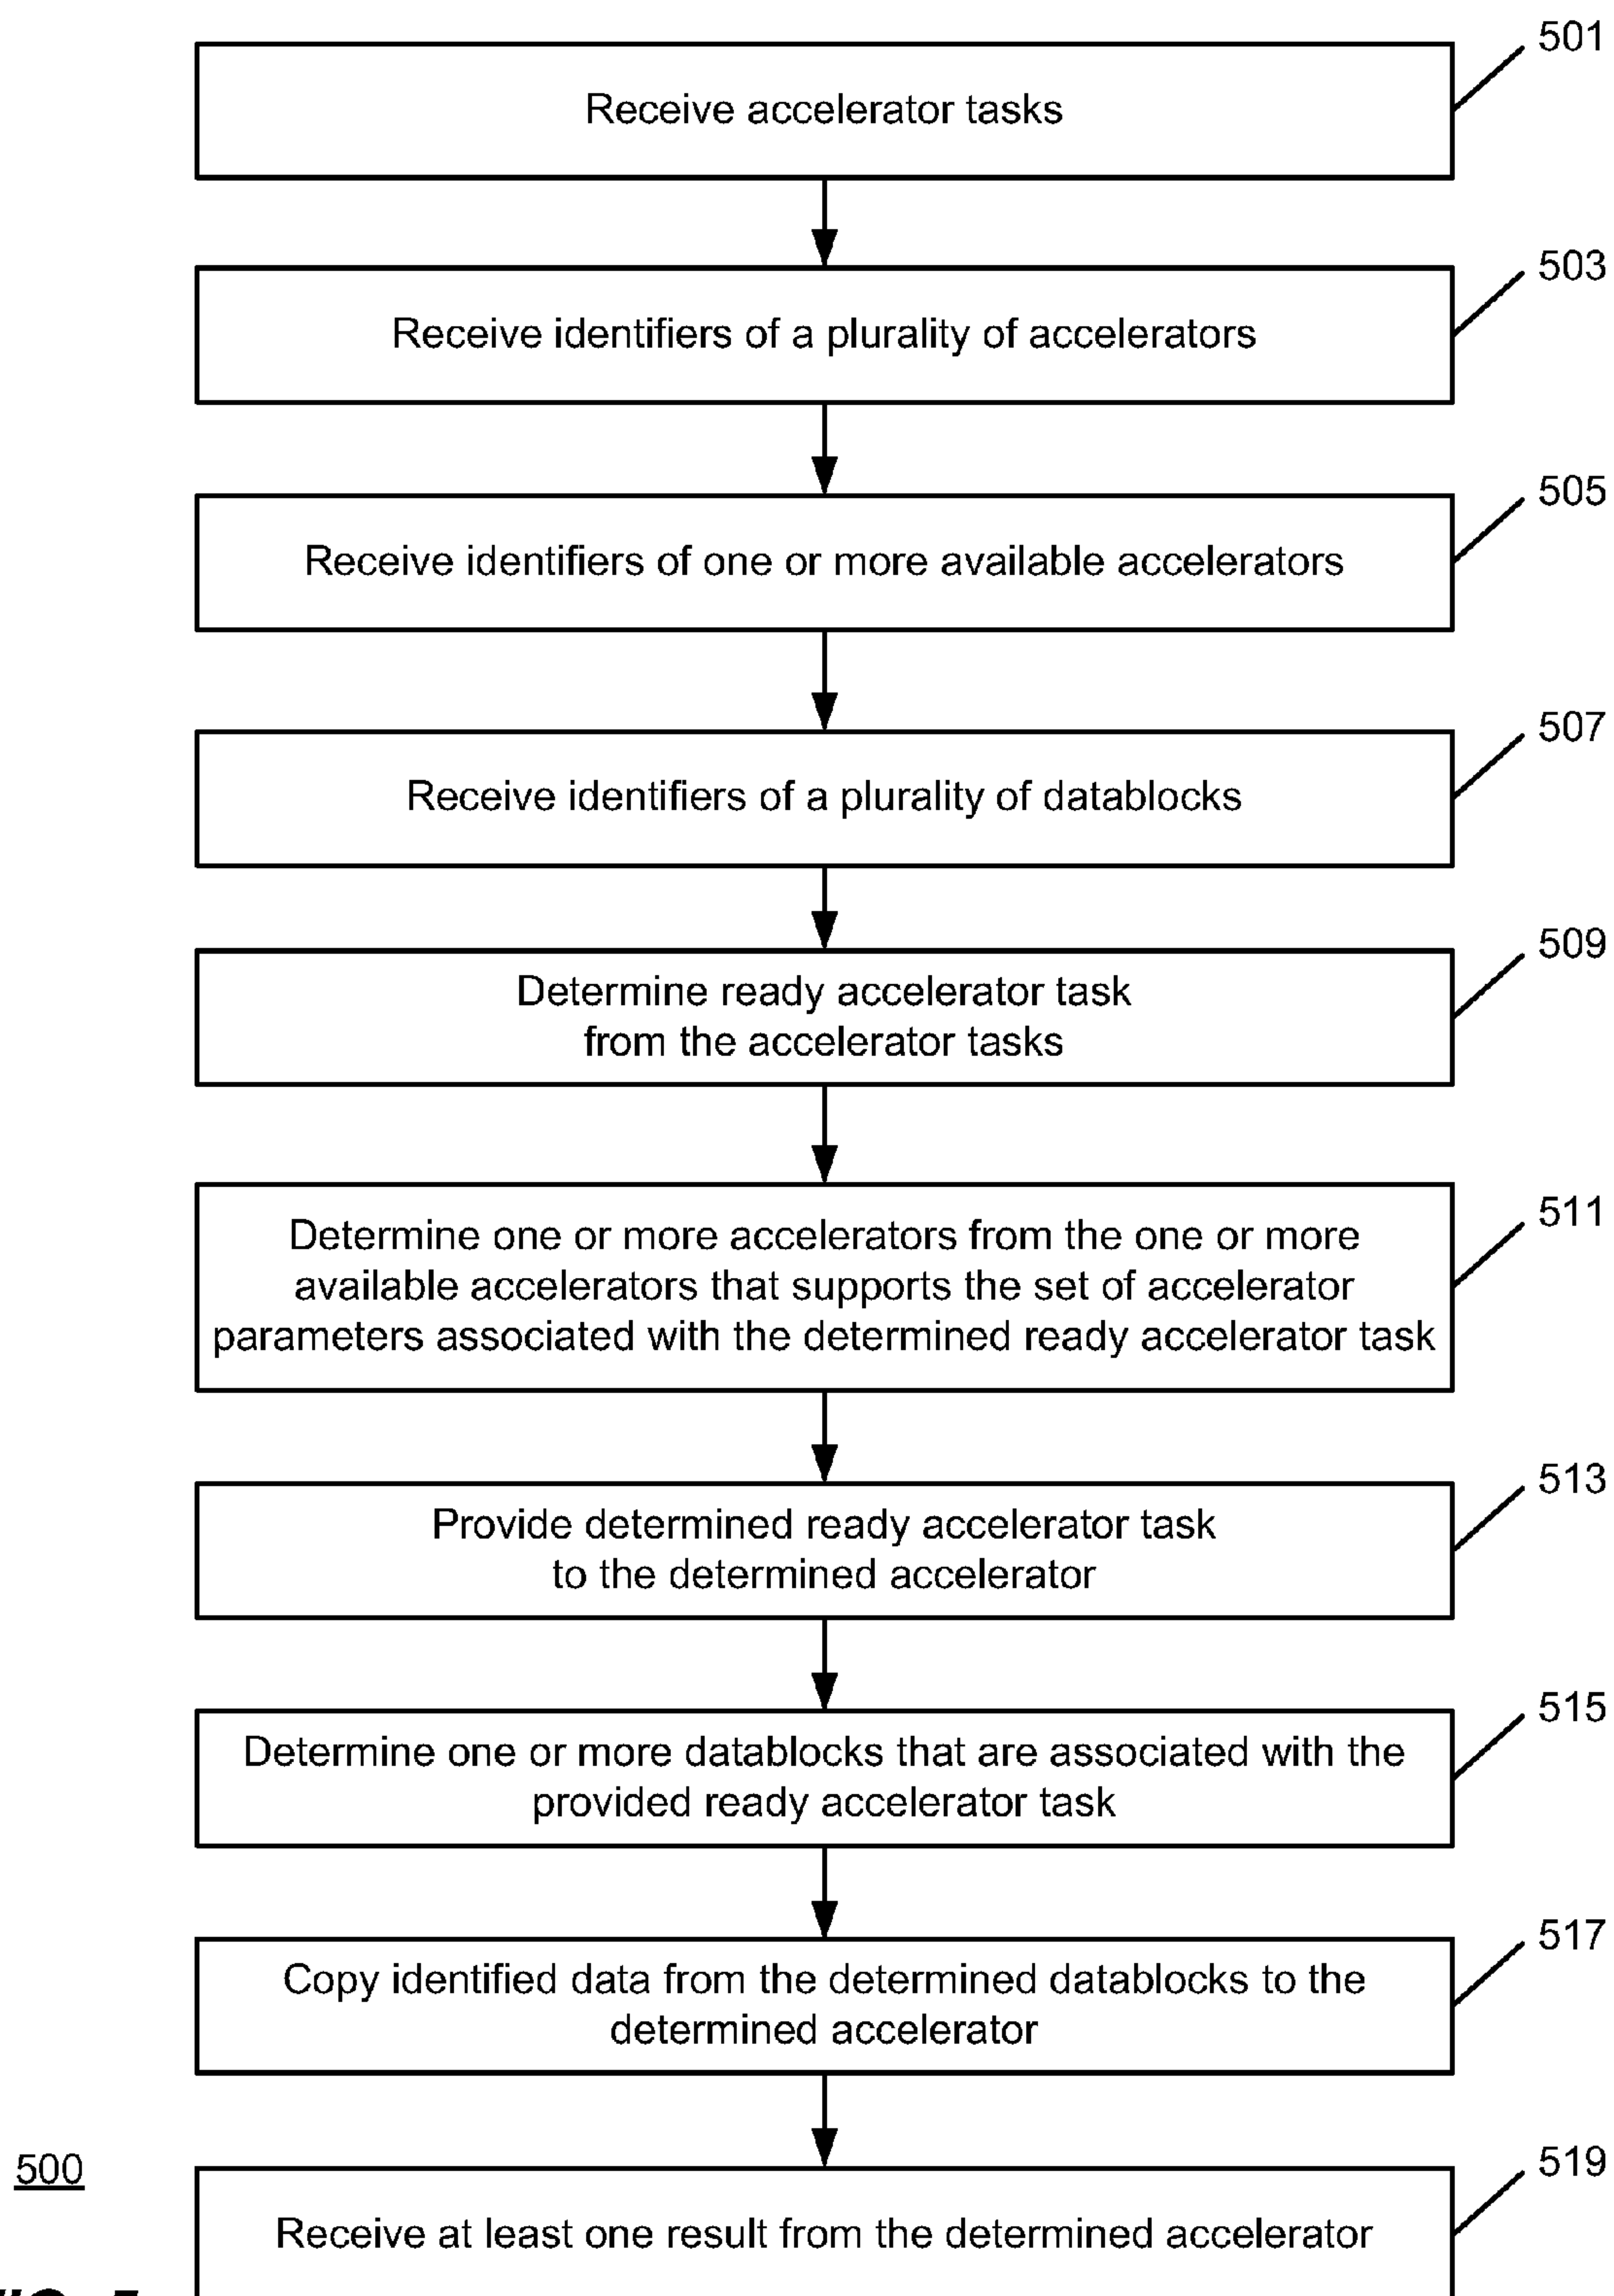 501
Receive accelerator tasks
503
Receive identifiers of a plurality of accelerators
505
Receive identifiers of one or more available accelerators
507
Receive identifiers of a plurality of datablocks
509
Determine ready accelerator task
from the accelerator tasks
511
Determine one or more accelerators from the one or more
available accelerators that supports the set of accelerator
parameters associated with the determined ready accelerator task
513
Provide determined ready accelerator task
to the determined accelerator
515
Determine one or more datablocks that are associated with the
provided ready accelerator task
517
Copy identified data from the determined datablocks to the
determined accelerator
519
500
Receive at least one result from the determined accelerator